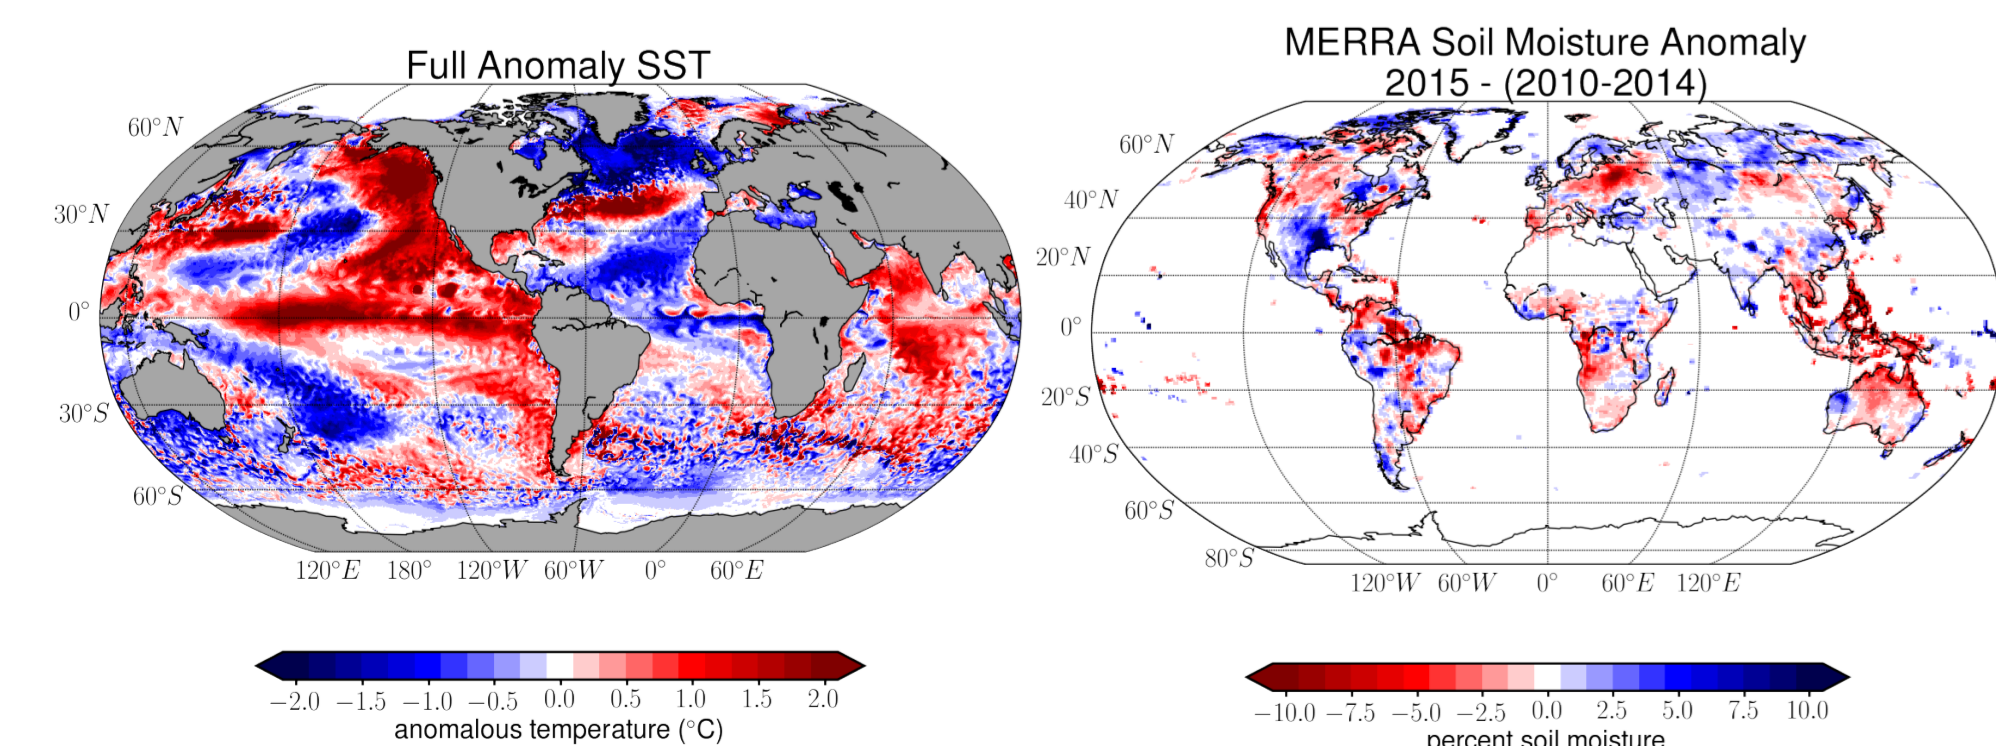 Full Anomaly SST
60°N
30°N
0°
30°S
60°S
120°E 180° 120°W 60°W 0° 60°E
−2.0 −1.5 −1.0 −0.5 0.0 0.5 1.0 1.5 2.0
anomalous temperature (°C)
MERRA Soil Moisture Anomaly
2015 - (2010-2014)
60°N
40°N
20°N
0°
20°S
40°S
60°S
80°S
120°W 60°W 0° 60°E 120°E
−10.0 −7.5 −5.0 −2.5 0.0 2.5 5.0 7.5 10.0
percent soil moisture